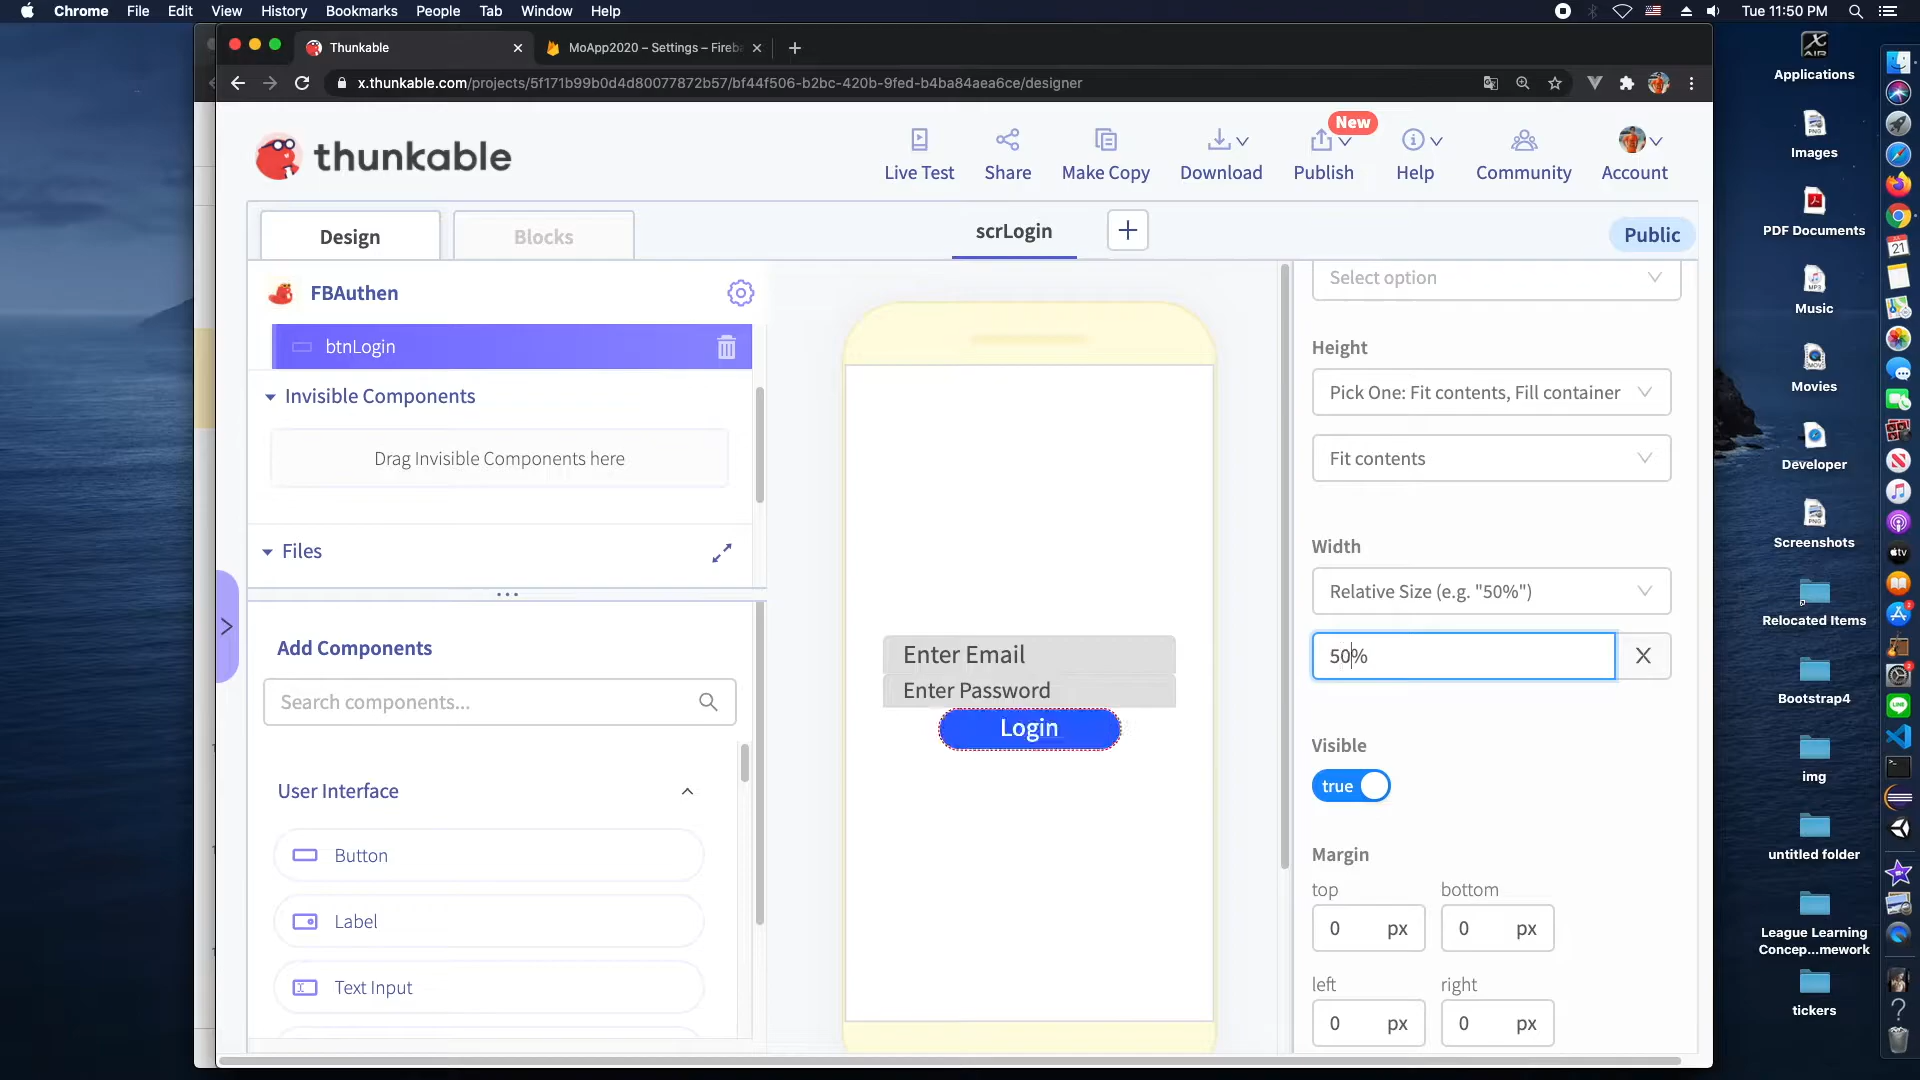 Chrome File Edit View History Bookmarks People Tab Window Help
Tue 11:50 PM
Thunkable
MoApp2020 – Settings – Fireba
x.thunkable.com/projects/5f171b99b0d4d80077872b57/bf44f506-b2bc-420b-9fed-b4ba84aea6ce/designer
thunkable
New
Live Test Share Make Copy Download Publish Help Community Account
Design Blocks
scrLogin
Public
FBAuthen
btnLogin
Invisible Components
Drag Invisible Components here
Files
Add Components
Search components...
User Interface
Button
Label
Text Input
Enter Email
Enter Password
Login
Select option
Height
Pick One: Fit contents, Fill container
Fit contents
Width
Relative Size (e.g. "50%")
50%
X
Visible
true
Margin
top bottom
0 px 0 px
left right
0 px 0 px
Applications
Images
PDF Documents
Music
Movies
Developer
Screenshots
Relocated Items
Bootstrap4
img
untitled folder
League Learning
Concep...mework
tickers